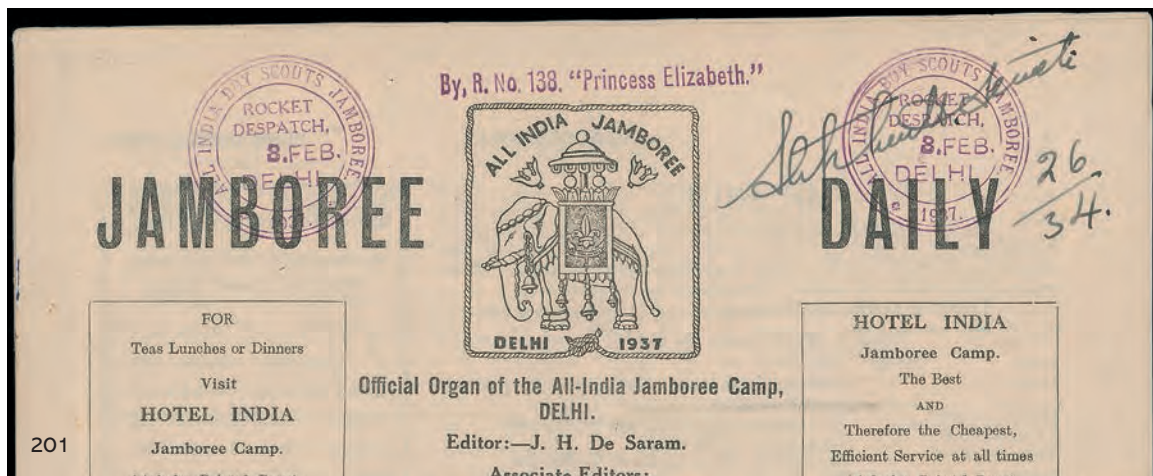 By, R. No. 138. "Princess Elizabeth."
ALL INDIA BOY SCOUTS JAMBOREE
ROCKET
DESPATCH,
8. FEB.
DELHI
1937.
ALL INDIA BOY SCOUTS JAMBOREE
ROCKET
DESPATCH,
8. FEB.
DELHI
1937.
26
34.
JAMBOREE DAILY
ALL INDIA JAMBOREE
DELHI 1937
FOR
Teas Lunches or Dinners
Visit
HOTEL INDIA
Jamboree Camp.
Official Organ of the All-India Jamboree Camp,
DELHI.
Editor:—J. H. De Saram.
Associate Editors:
HOTEL INDIA
Jamboree Camp.
The Best
AND
Therefore the Cheapest,
Efficient Service at all times
201